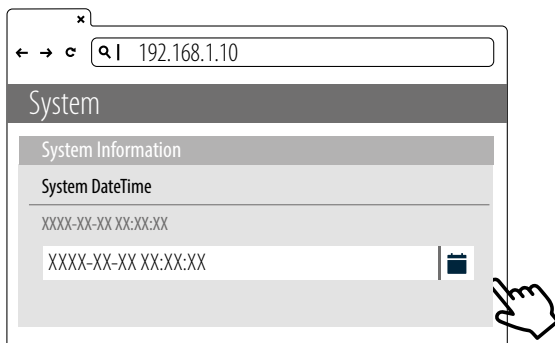 192.168.1.10
System
System Information
System DateTime
XXXX-XX-XX XX:XX:XX
XXXX-XX-XX XX:XX:XX